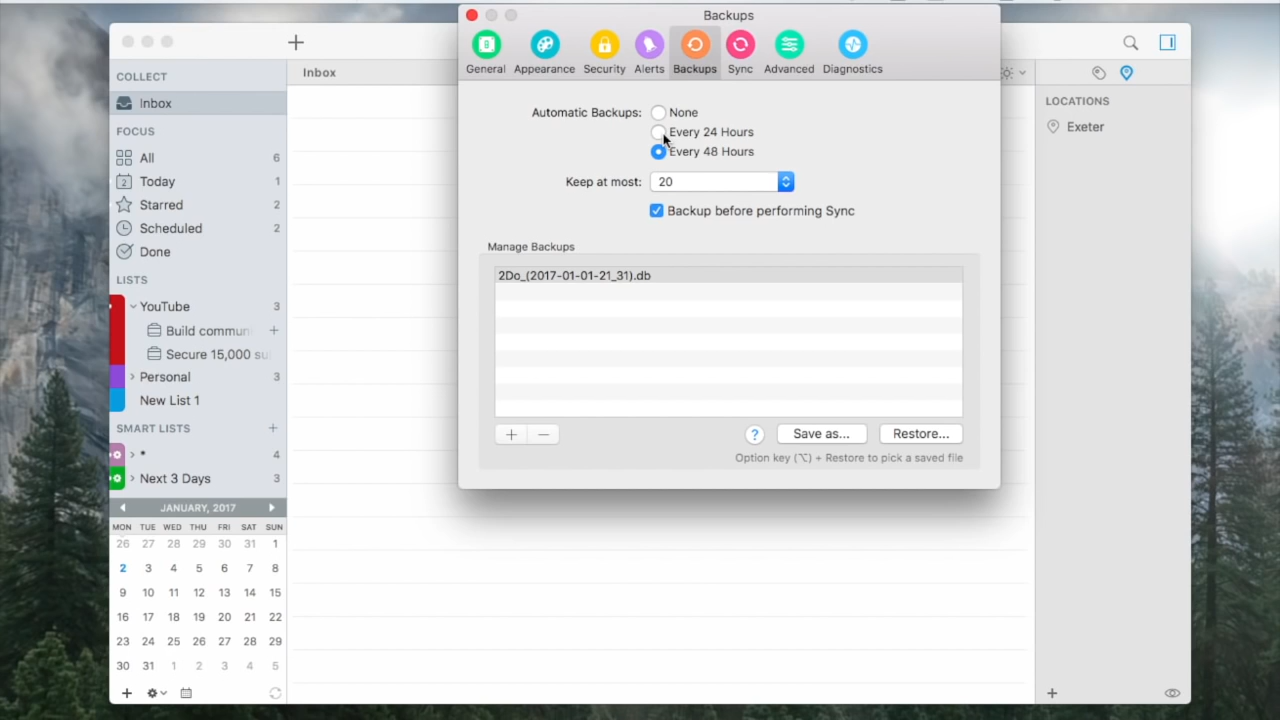 Backups
General Appearance Security Alerts Backups Sync Advanced Diagnostics
COLLECT
Inbox
FOCUS
All 6
Today 1
Starred 2
Scheduled 2
Done
LISTS
YouTube 3
Build commun +
Secure 15,000 su
Personal 3
New List 1
SMART LISTS +
* 4
Next 3 Days 3
JANUARY, 2017
MON TUE WED THU FRI SAT SUN
26 27 28 29 30 31 1
2 3 4 5 6 7 8
9 10 11 12 13 14 15
16 17 18 19 20 21 22
23 24 25 26 27 28 29
30 31 1 2 3 4 5
Inbox
Automatic Backups: None
Every 24 Hours
Every 48 Hours
Keep at most: 20
Backup before performing Sync
Manage Backups
2Do_(2017-01-01-21_31).db
? Save as... Restore...
Option key (⌥) + Restore to pick a saved file
LOCATIONS
Exeter